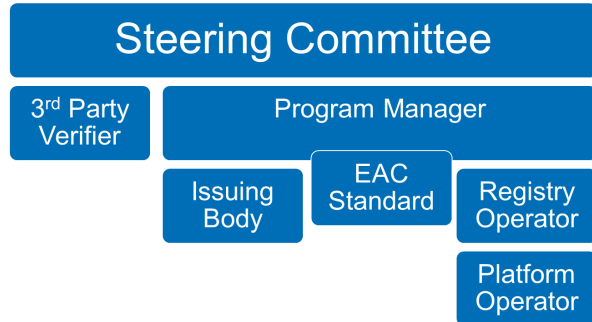 Steering Committee
3rd Party
Verifier
Program Manager
Issuing
Body
EAC
Standard
Registry
Operator
Platform
Operator